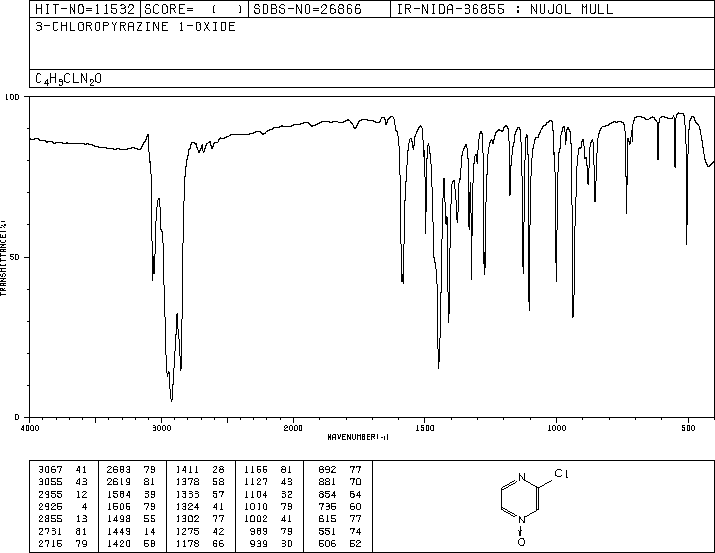 HIT-NO=11532 SCORE= ( ) SDBS-NO=26866 IR-NIDA-36855 : NUJOL MULL
3-CHLOROPYRAZINE 1-OXIDE
C4H3CLN2O
100
50
0
TRANSMITTANCE(%)
4000 3000 2000 1500 1000 500
WAVENUMBER(-1)
3067 41 2683 79 1411 28 1166 81 892 77
3055 43 2619 81 1378 58 1127 43 881 70
2955 12 1584 39 1333 57 1104 32 854 64
2925 4 1506 79 1324 41 1010 79 735 60
2855 13 1498 55 1302 77 1002 41 615 77
2731 81 1449 14 1275 42 989 79 551 74
2715 79 1420 58 1178 66 939 30 506 52
N
Cl
N
O